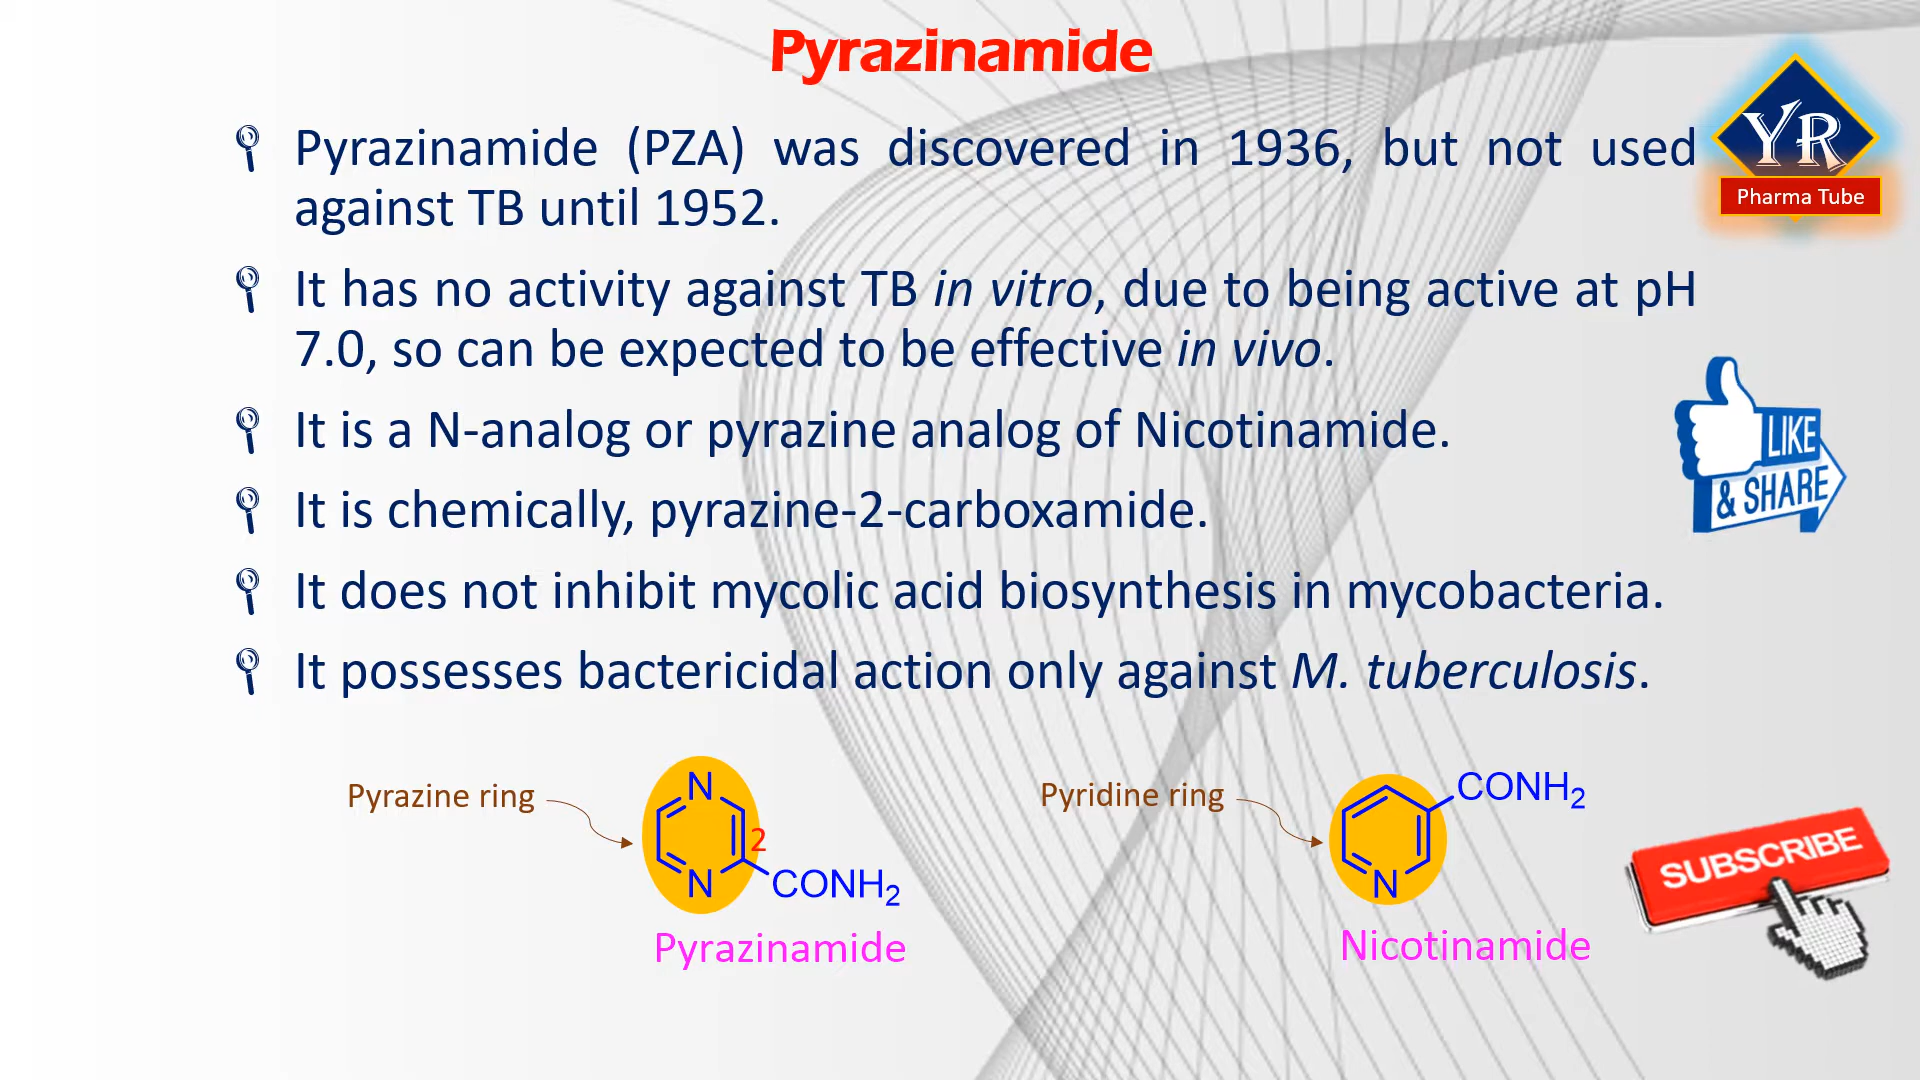 Pyrazinamide
YR
Pharma Tube
Pyrazinamide (PZA) was discovered in 1936, but not used
against TB until 1952.
It has no activity against TB in vitro, due to being active at pH
7.0, so can be expected to be effective in vivo.
It is a N-analog or pyrazine analog of Nicotinamide.
It is chemically, pyrazine-2-carboxamide.
It does not inhibit mycolic acid biosynthesis in mycobacteria.
It possesses bactericidal action only against M. tuberculosis.
LIKE
& SHARE
Pyrazine ring
N
2
N
CONH2
Pyrazinamide
Pyridine ring
CONH2
N
Nicotinamide
SUBSCRIBE